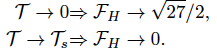 𝒯 → 0 ⇒ ℱ_H → √27/2,
𝒯 → 𝒯_s ⇒ ℱ_H → 0.